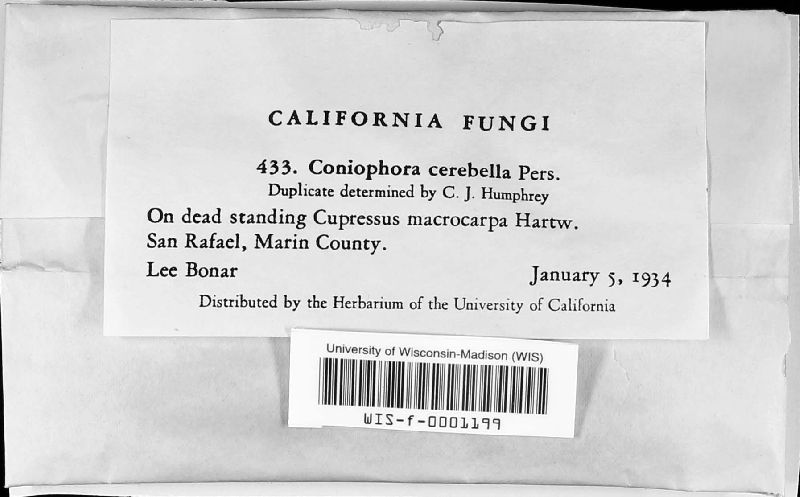 CALIFORNIA FUNGI
433. Coniophora cerebella Pers.
Duplicate determined by C. J. Humphrey
On dead standing Cupressus macrocarpa Hartw.
San Rafael, Marin County.
Lee Bonar January 5, 1934
Distributed by the Herbarium of the University of California
University of Wisconsin-Madison (WIS)
WIS-f-0001199